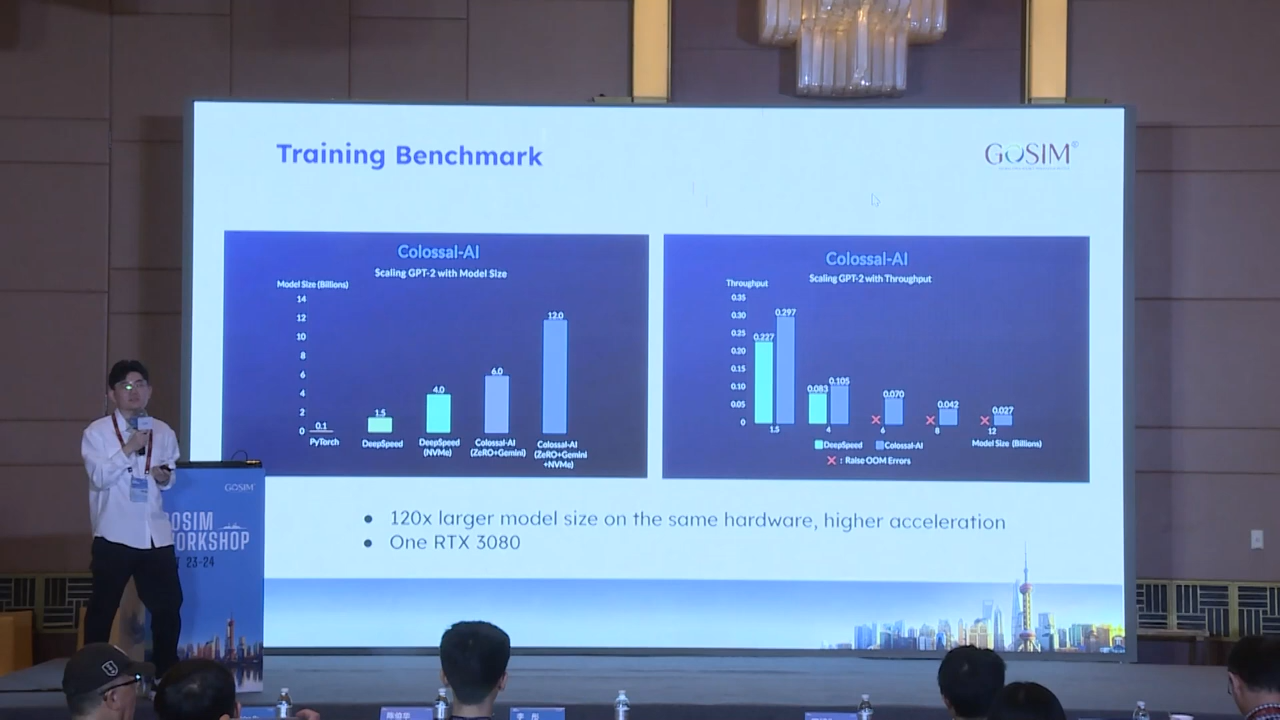 Training Benchmark
GOSIM
Colossal-AI
Scaling GPT-2 with Model Size
Model Size (Billions)
14
12
10
8
6
4
2
0
0.1
1.5
4.0
6.0
12.0
PyTorch
DeepSpeed
DeepSpeed
(NVMe)
Colossal-AI
(ZeRO+Gemini)
Colossal-AI
(ZeRO+Gemini
+NVMe)
Colossal-AI
Scaling GPT-2 with Throughput
Throughput
0.35
0.30
0.25
0.20
0.15
0.10
0.05
0
0.227
0.297
0.083
0.105
0.070
0.042
0.027
1.5
4
6
8
12
Model Size (Billions)
DeepSpeed
Colossal-AI
: Raise OOM Errors
120x larger model size on the same hardware, higher acceleration
One RTX 3080
GOSIM
OSIM
ORKSHOP
23-24